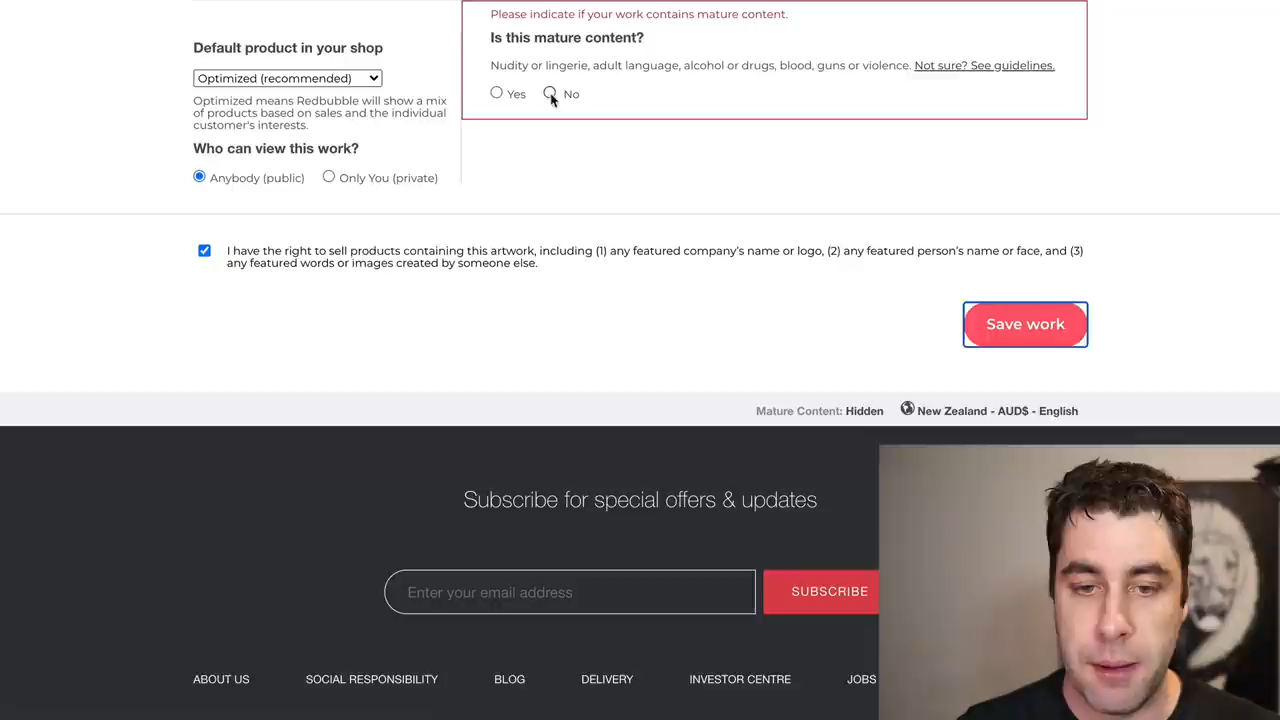 Please indicate if your work contains mature content.
Is this mature content?
Default product in your shop
Nudity or lingerie, adult language, alcohol or drugs, blood, guns or violence. Not sure? See guidelines.
Optimized (recommended)
Yes
No
Optimized means Redbubble will show a mix
of products based on sales and the individual
customer's interests.
Who can view this work?
Anybody (public)
Only You (private)
I have the right to sell products containing this artwork, including (1) any featured company's name or logo, (2) any featured person's name or face, and (3)
any featured words or images created by someone else.
Save work
Mature Content: Hidden
New Zealand - AUD$ - English
Subscribe for special offers & updates
Enter your email address
SUBSCRIBE
ABOUT US
SOCIAL RESPONSIBILITY
BLOG
DELIVERY
INVESTOR CENTRE
JOBS